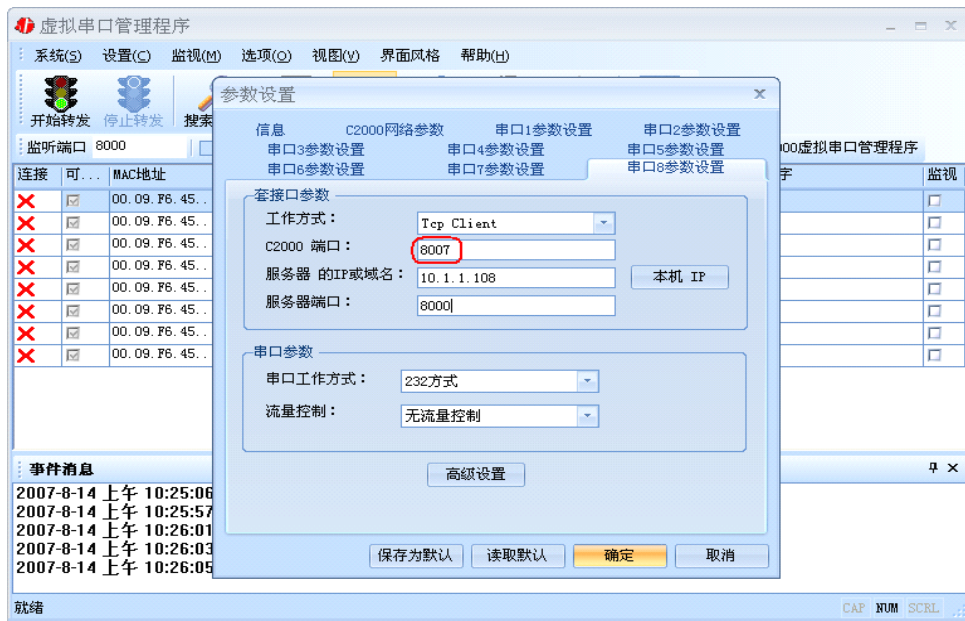 虚拟串口管理程序
系统(S) 设置(C) 监视(M) 选项(O) 视图(V) 界面风格 帮助(H)
开始转发 停止转发 搜索
监听端口 8000
00虚拟串口管理程序
连接 可... MAC地址 字 监视
00.09.F6.45..
00.09.F6.45..
00.09.F6.45..
00.09.F6.45..
00.09.F6.45..
00.09.F6.45..
00.09.F6.45..
00.09.F6.45..
参数设置
信息 C2000网络参数 串口1参数设置 串口2参数设置
串口3参数设置 串口4参数设置 串口5参数设置
串口6参数设置 串口7参数设置 串口8参数设置
套接口参数
工作方式： Tcp Client
C2000 端口： 8007
服务器 的IP或域名： 10.1.1.108 本机 IP
服务器端口： 8000
串口参数
串口工作方式： 232方式
流量控制： 无流量控制
高级设置
保存为默认 读取默认 确定 取消
事件消息
2007-8-14 上午 10:25:06
2007-8-14 上午 10:25:57
2007-8-14 上午 10:26:01
2007-8-14 上午 10:26:03
2007-8-14 上午 10:26:05
就绪 CAP NUM SCRL